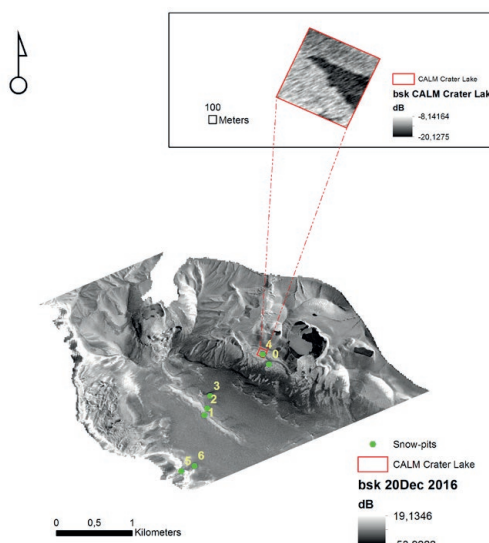 CALM Crater Lake
bsk CALM Crater Lak
dB
-8,14164
-20,1275
100
Meters
4
0
3
2
1
5 6
Snow-pits
CALM Crater Lake
bsk 20Dec 2016
dB
19,1346
0 0,5 1
Kilometers